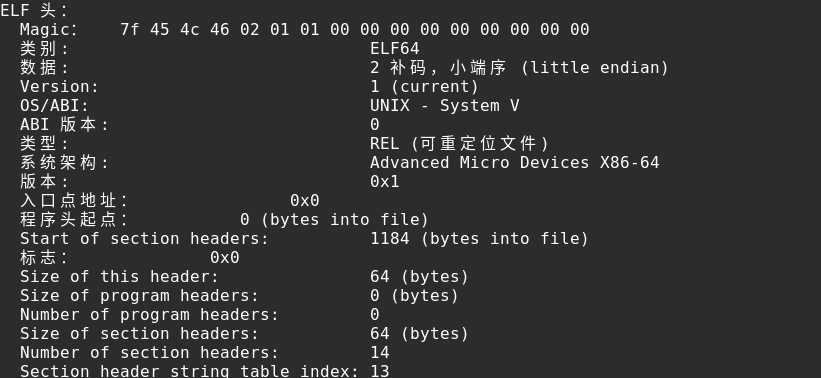 ELF 头：
Magic： 7f 45 4c 46 02 01 01 00 00 00 00 00 00 00 00 00
类别: ELF64
数据: 2 补码，小端序 (little endian)
Version: 1 (current)
OS/ABI: UNIX - System V
ABI 版本: 0
类型: REL (可重定位文件)
系统架构: Advanced Micro Devices X86-64
版本: 0x1
入口点地址： 0x0
程序头起点： 0 (bytes into file)
Start of section headers: 1184 (bytes into file)
标志： 0x0
Size of this header: 64 (bytes)
Size of program headers: 0 (bytes)
Number of program headers: 0
Size of section headers: 64 (bytes)
Number of section headers: 14
Section header string table index: 13